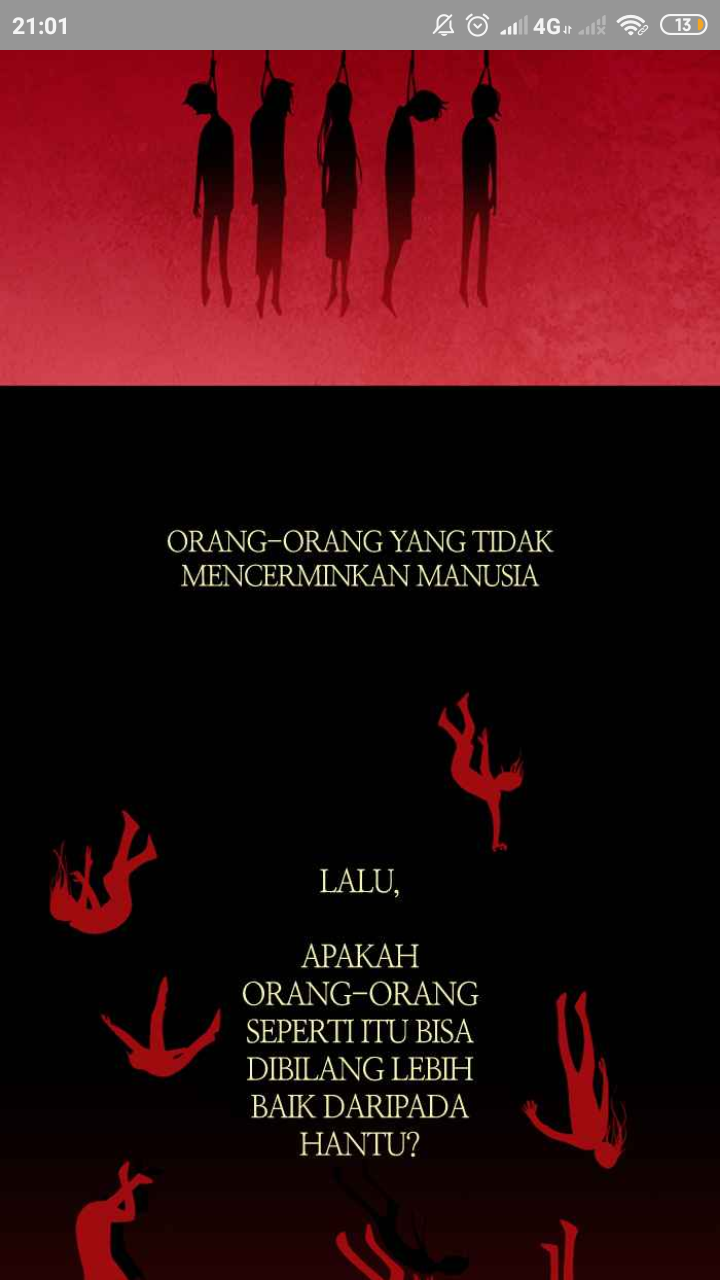 21:01
4G
13
ORANG-ORANG YANG TIDAK
MENCERMINKAN MANUSIA
LALU,
APAKAH
ORANG-ORANG
SEPERTI ITU BISA
DIBILANG LEBIH
BAIK DARIPADA
HANTU?